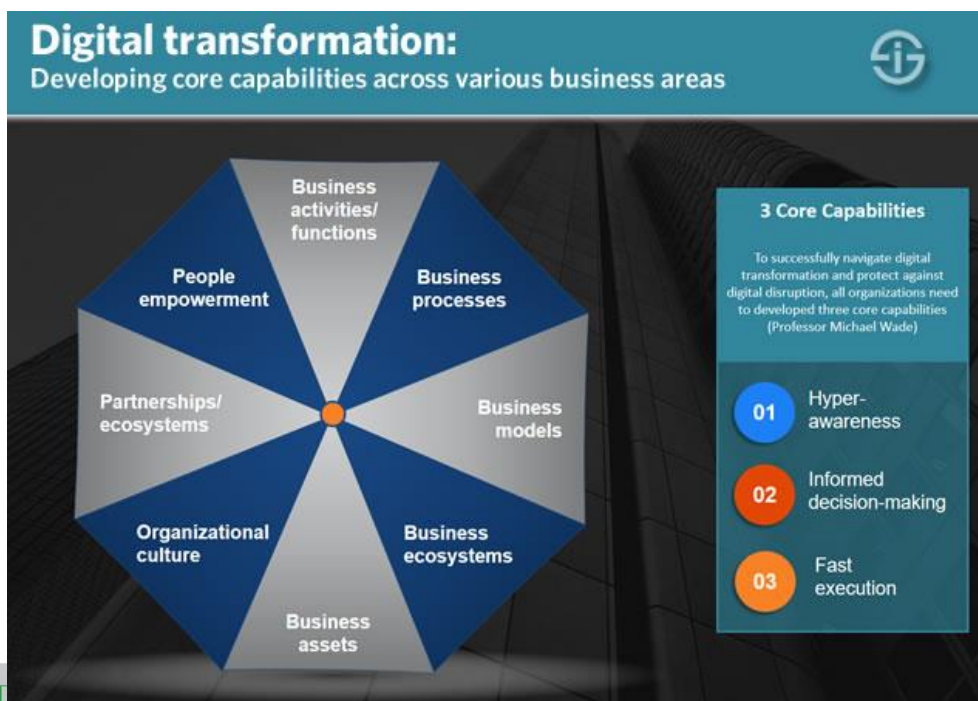 Digital transformation:
Developing core capabilities across various business areas
Business
activities/
functions
Business
processes
Business
models
Business
ecosystems
Business
assets
Organizational
culture
Partnerships/
ecosystems
People
empowerment
3 Core Capabilities
To successfully navigate digital
transformation and protect against
digital disruption, all organizations need
to developed three core capabilities
(Professor Michael Wade)
01
Hyper-
awareness
02
Informed
decision-making
03
Fast
execution